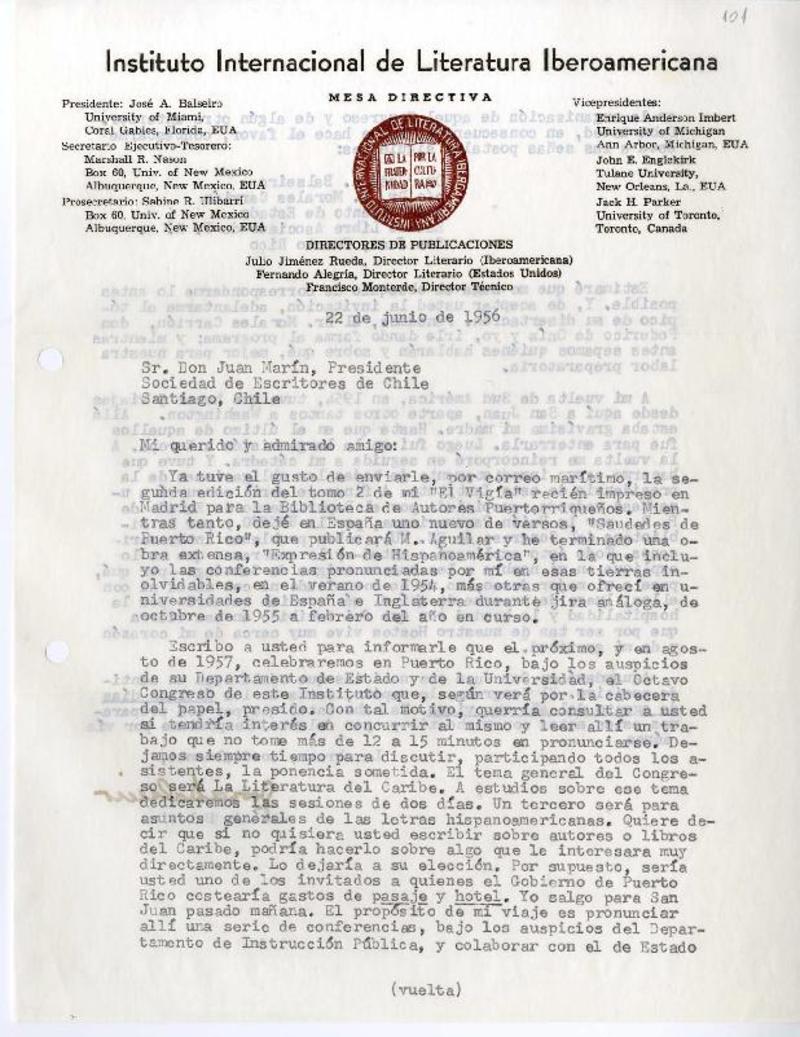 101
Instituto Internacional de Literatura Iberoamericana
MESA DIRECTIVA
Presidente: José A. Balseiro
University of Miami,
Coral Gables, Florida, EUA
Secretario Ejecutivo-Tesorero:
Marshall R. Nason
Box 60, Univ. of New Mexico
Albuquerque, New Mexico, EUA
Prosecretario: Sabine R. Ulibarrí
Box 60, Univ. of New Mexico
Albuquerque, New Mexico, EUA
INSTITUTO INTERNACIONAL DE LITERATURA IBEROAMERICANA
A LA FRATERNIDAD
POR LA CULTURA
Vicepresidentes:
Enrique Anderson Imbert
University of Michigan
Ann Arbor, Michigan, EUA
John E. Englekirk
Tulane University,
New Orleans, La., EUA
Jack H. Parker
University of Toronto,
Toronto, Canada
DIRECTORES DE PUBLICACIONES
Julio Jiménez Rueda, Director Literario (Iberoamericana)
Fernando Alegría, Director Literario (Estados Unidos)
Francisco Monterde, Director Técnico
22 de junio de 1956
Sr. Don Juan Marín, Presidente
Sociedad de Escritores de Chile
Santiago, Chile
Mi querido y admirado amigo:
Ya tuve el gusto de enviarle, por correo marítimo, la se-
gunda edición del tomo 2 de mi "El Vigía" recién impreso en
Madrid para la Biblioteca de Autores Puertorriqueños. Mien-
tras tanto, dejé en España uno nuevo de versos, "Saudades de
Puerto Rico", que publicará M. Aguilar y he terminado una o-
bra extensa, "Expresión de Hispanoamérica", en la que inclu-
yo las conferencias pronunciadas por mí en esas tierras in-
olvidables, en el verano de 1954, más otras que ofrecí en u-
niversidades de España e Inglaterra durante jira análoga, de
octubre de 1955 a febrero del año en curso.
Escribo a usted para informarle que el próximo, y en agos-
to de 1957, celebraremos en Puerto Rico, bajo los auspicios
de su Departamento de Estado y de la Universidad, el Octavo
Congreso de este Instituto que, según verá por la cabecera
del papel, presido. Con tal motivo, querría consultar a usted
si tendría interés en concurrir al mismo y leer allí un tra-
bajo que no tome más de 12 a 15 minutos en pronunciarse. De-
jamos siempre tiempo para discutir, participando todos los a-
sistentes, la ponencia sometida. El tema general del Congre-
so será La Literatura del Caribe. A estudios sobre ese tema
dedicaremos las sesiones de dos días. Un tercero será para
asuntos generales de las letras hispanoamericanas. Quiere de-
cir que si no quisiera usted escribir sobre autores o libros
del Caribe, podría hacerlo sobre algo que le interesara muy
directamente. Lo dejaría a su elección. Por supuesto, sería
usted uno de los invitados a quienes el Gobierno de Puerto
Rico costearía gastos de pasaje y hotel. Yo salgo para San
Juan pasado mañana. El propósito de mi viaje es pronunciar
allí una serie de conferencias, bajo los auspicios del Depar-
tamento de Instrucción Pública, y colaborar con el de Estado
(vuelta)